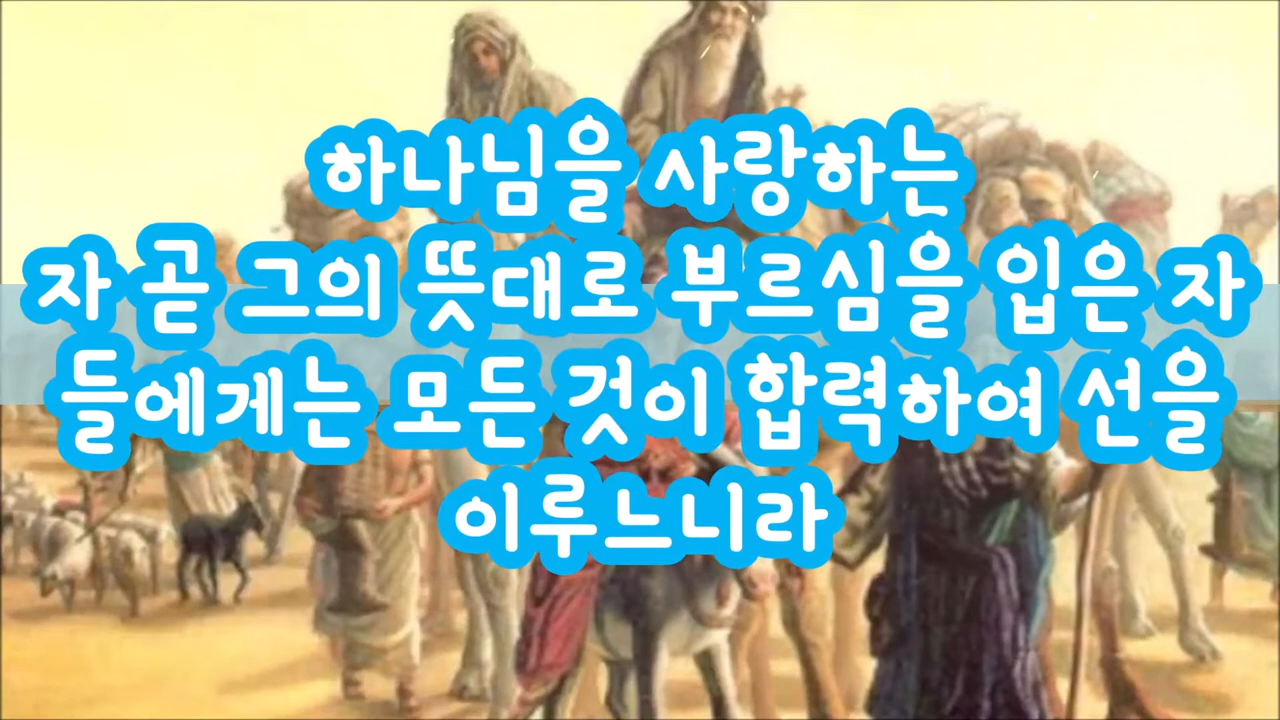 하나님을 사랑하는
자 곧 그의 뜻대로 부르심을 입은 자
들에게는 모든 것이 합력하여 선을
이루느니라